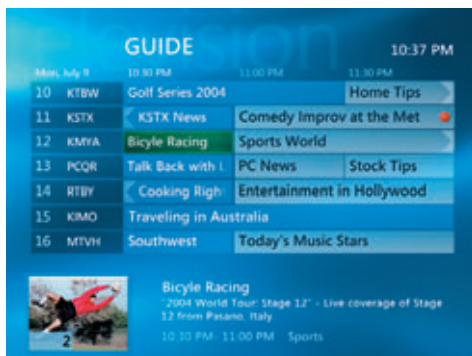 GUIDE 10:37 PM
Mon, July 9 10:30 PM 11:00 PM 11:30 PM
10 KTBW Golf Series 2004 Home Tips
11 KSTX KSTX News Comedy Improv at the Met
12 KMYA Bicyle Racing Sports World
13 PCQR Talk Back with L PC News Stock Tips
14 RTBY Cooking Righ Entertainment in Hollywood
15 KIMO Traveling in Australia
16 MTVH Southwest Today's Music Stars
Bicyle Racing
"2004 World Tour: Stage 12" - Live coverage of Stage
12 from Pasano, Italy
10:30 PM- 11:00 PM Sports
2